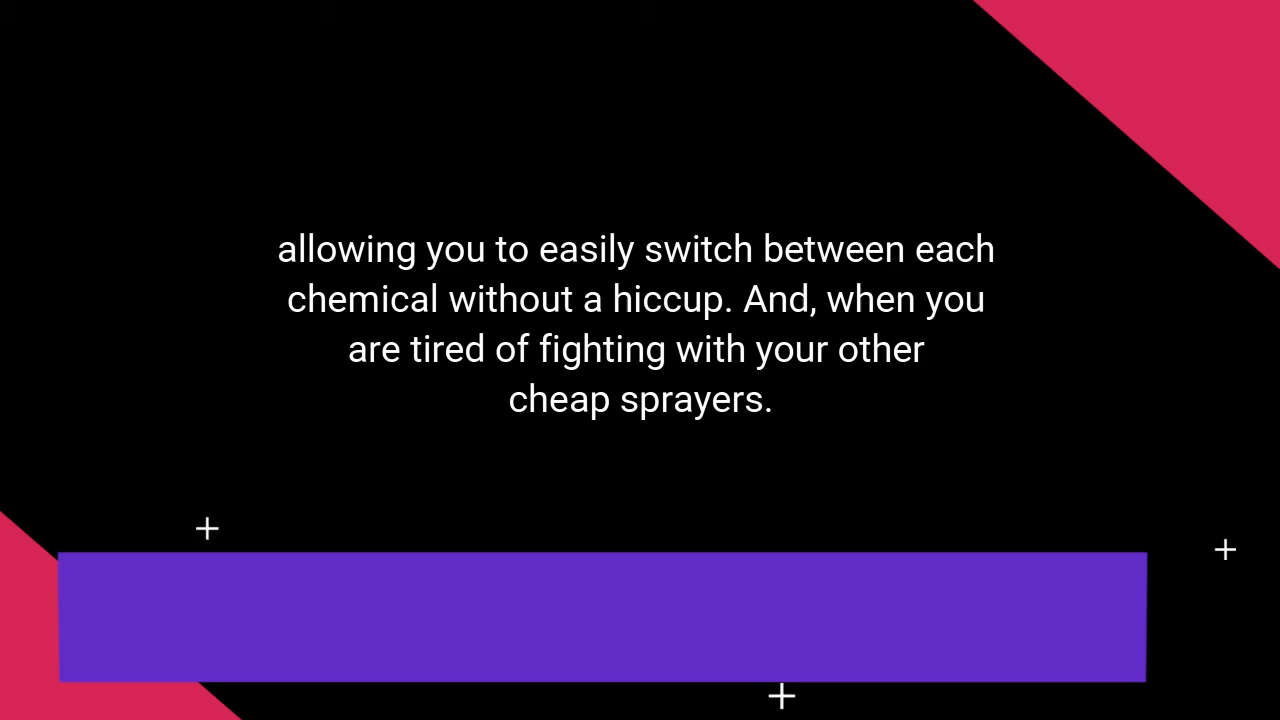 allowing you to easily switch between each
chemical without a hiccup. And, when you
are tired of fighting with your other
cheap sprayers.